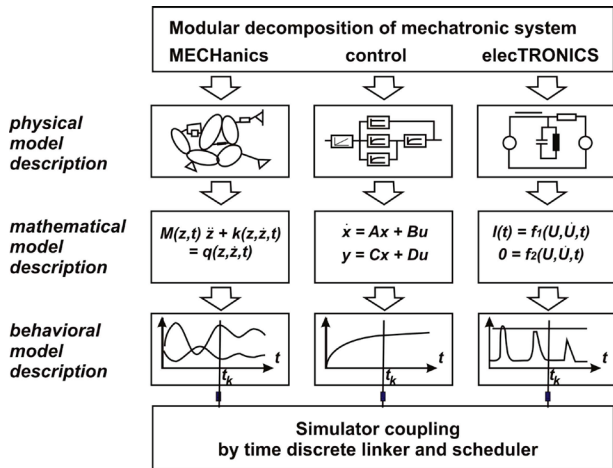 Modular decomposition of mechatronic system
MECHanics control elecTRONICS
physical
model
description
mathematical
model
description
M(z,t) z̈ + k(z,ż,t)
= q(z,ż,t)
ẋ = Ax + Bu
y = Cx + Du
I(t) = f₁(U,U̇,t)
0 = f₂(U,U̇,t)
behavioral
model
description
t
tₖ
t
tₖ
t
tₖ
Simulator coupling
by time discrete linker and scheduler